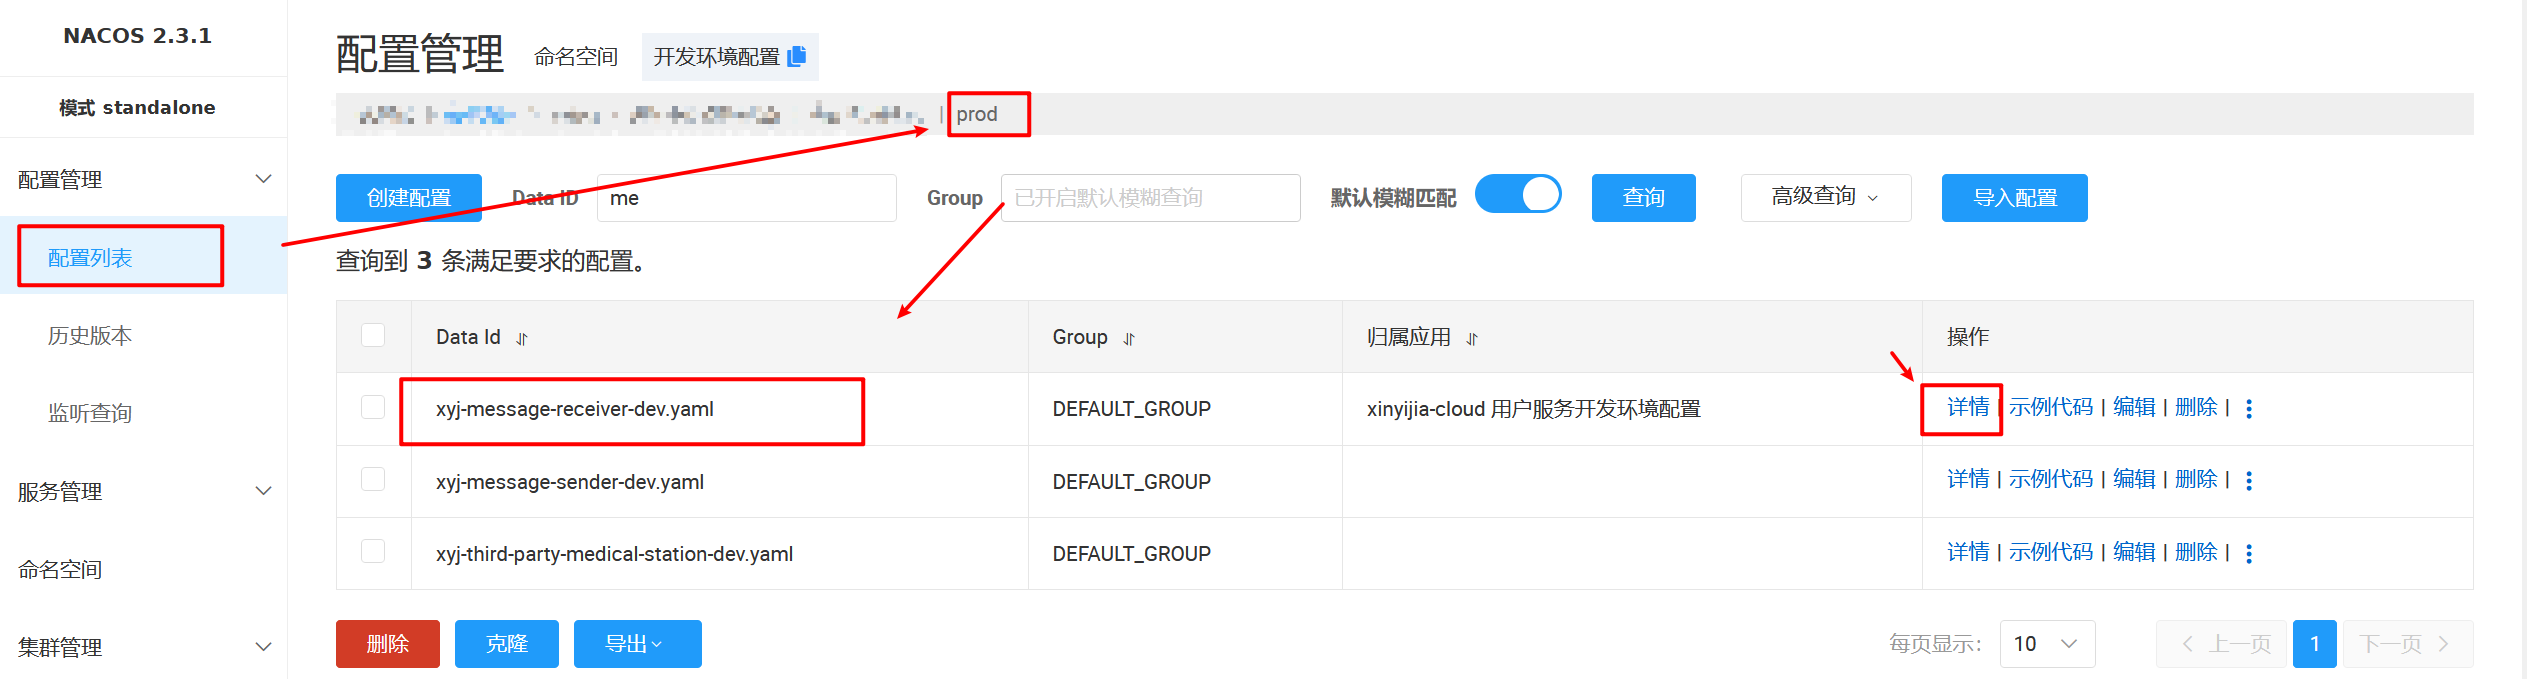 NACOS 2.3.1
模式 standalone
配置管理
配置列表
历史版本
监听查询
服务管理
命名空间
集群管理
配置管理 命名空间 开发环境配置
| prod
创建配置 Data ID me Group 已开启默认模糊查询 默认模糊匹配 查询 高级查询 导入配置
查询到 3 条满足要求的配置。
Data Id Group 归属应用 操作
xyj-message-receiver-dev.yaml DEFAULT_GROUP xinyijia-cloud 用户服务开发环境配置 详情 | 示例代码 | 编辑 | 删除 |
xyj-message-sender-dev.yaml DEFAULT_GROUP 详情 | 示例代码 | 编辑 | 删除 |
xyj-third-party-medical-station-dev.yaml DEFAULT_GROUP 详情 | 示例代码 | 编辑 | 删除 |
删除 克隆 导出 每页显示: 10 上一页 1 下一页